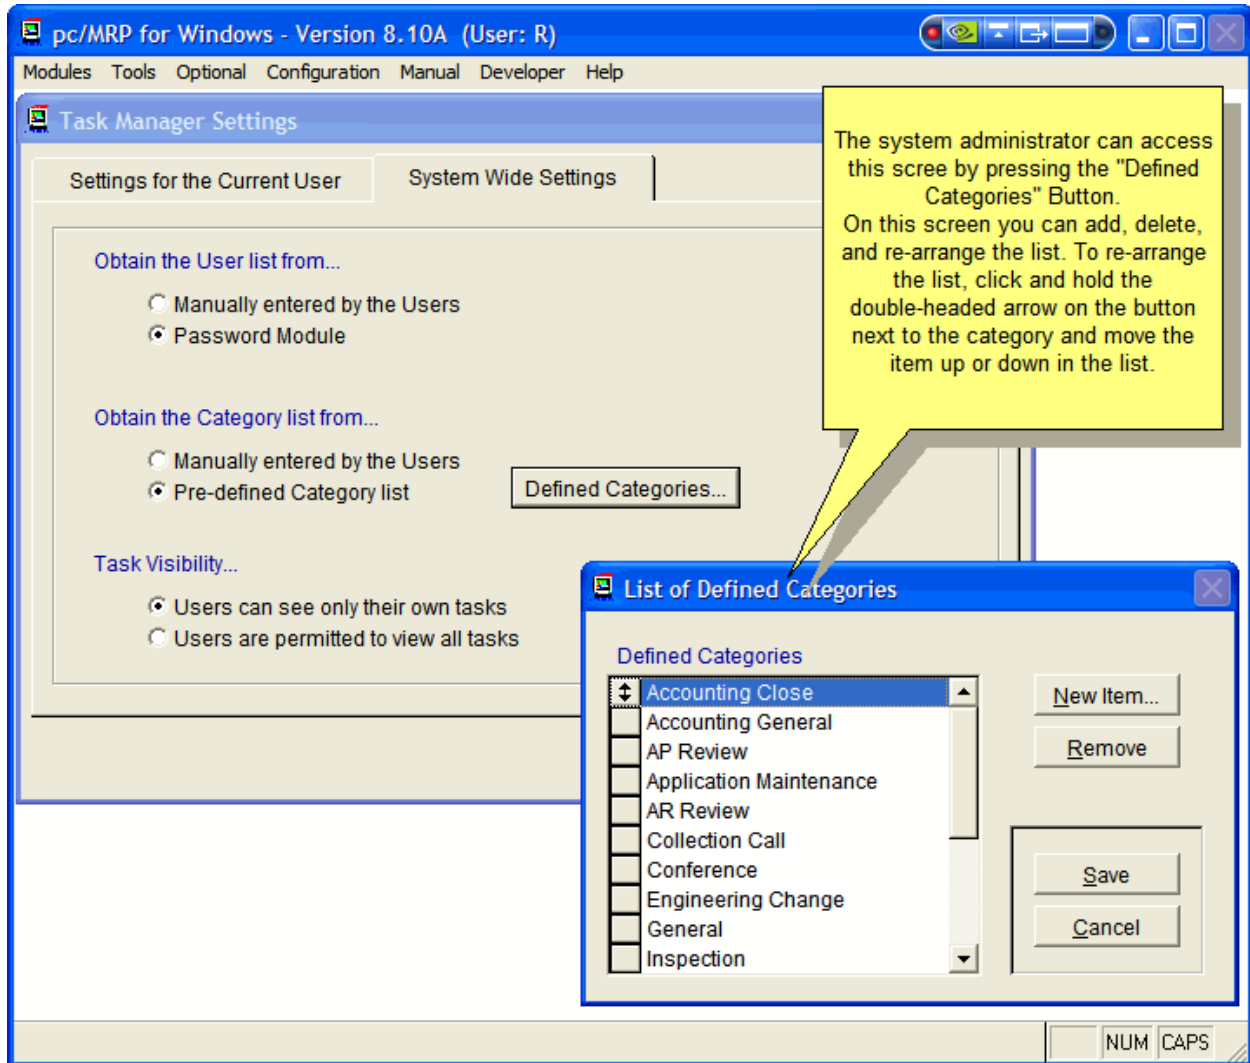 pc/MRP for Windows - Version 8.10A (User: R)
Modules Tools Optional Configuration Manual Developer Help
Task Manager Settings
Settings for the Current User
System Wide Settings
Obtain the User list from...
Manually entered by the Users
Password Module
Obtain the Category list from...
Manually entered by the Users
Pre-defined Category list
Defined Categories...
Task Visibility...
Users can see only their own tasks
Users are permitted to view all tasks
The system administrator can access
this scree by pressing the "Defined
Categories" Button.
On this screen you can add, delete,
and re-arrange the list. To re-arrange
the list, click and hold the
double-headed arrow on the button
next to the category and move the
item up or down in the list.
List of Defined Categories
Defined Categories
Accounting Close
Accounting General
AP Review
Application Maintenance
AR Review
Collection Call
Conference
Engineering Change
General
Inspection
New Item...
Remove
Save
Cancel
NUM CAPS